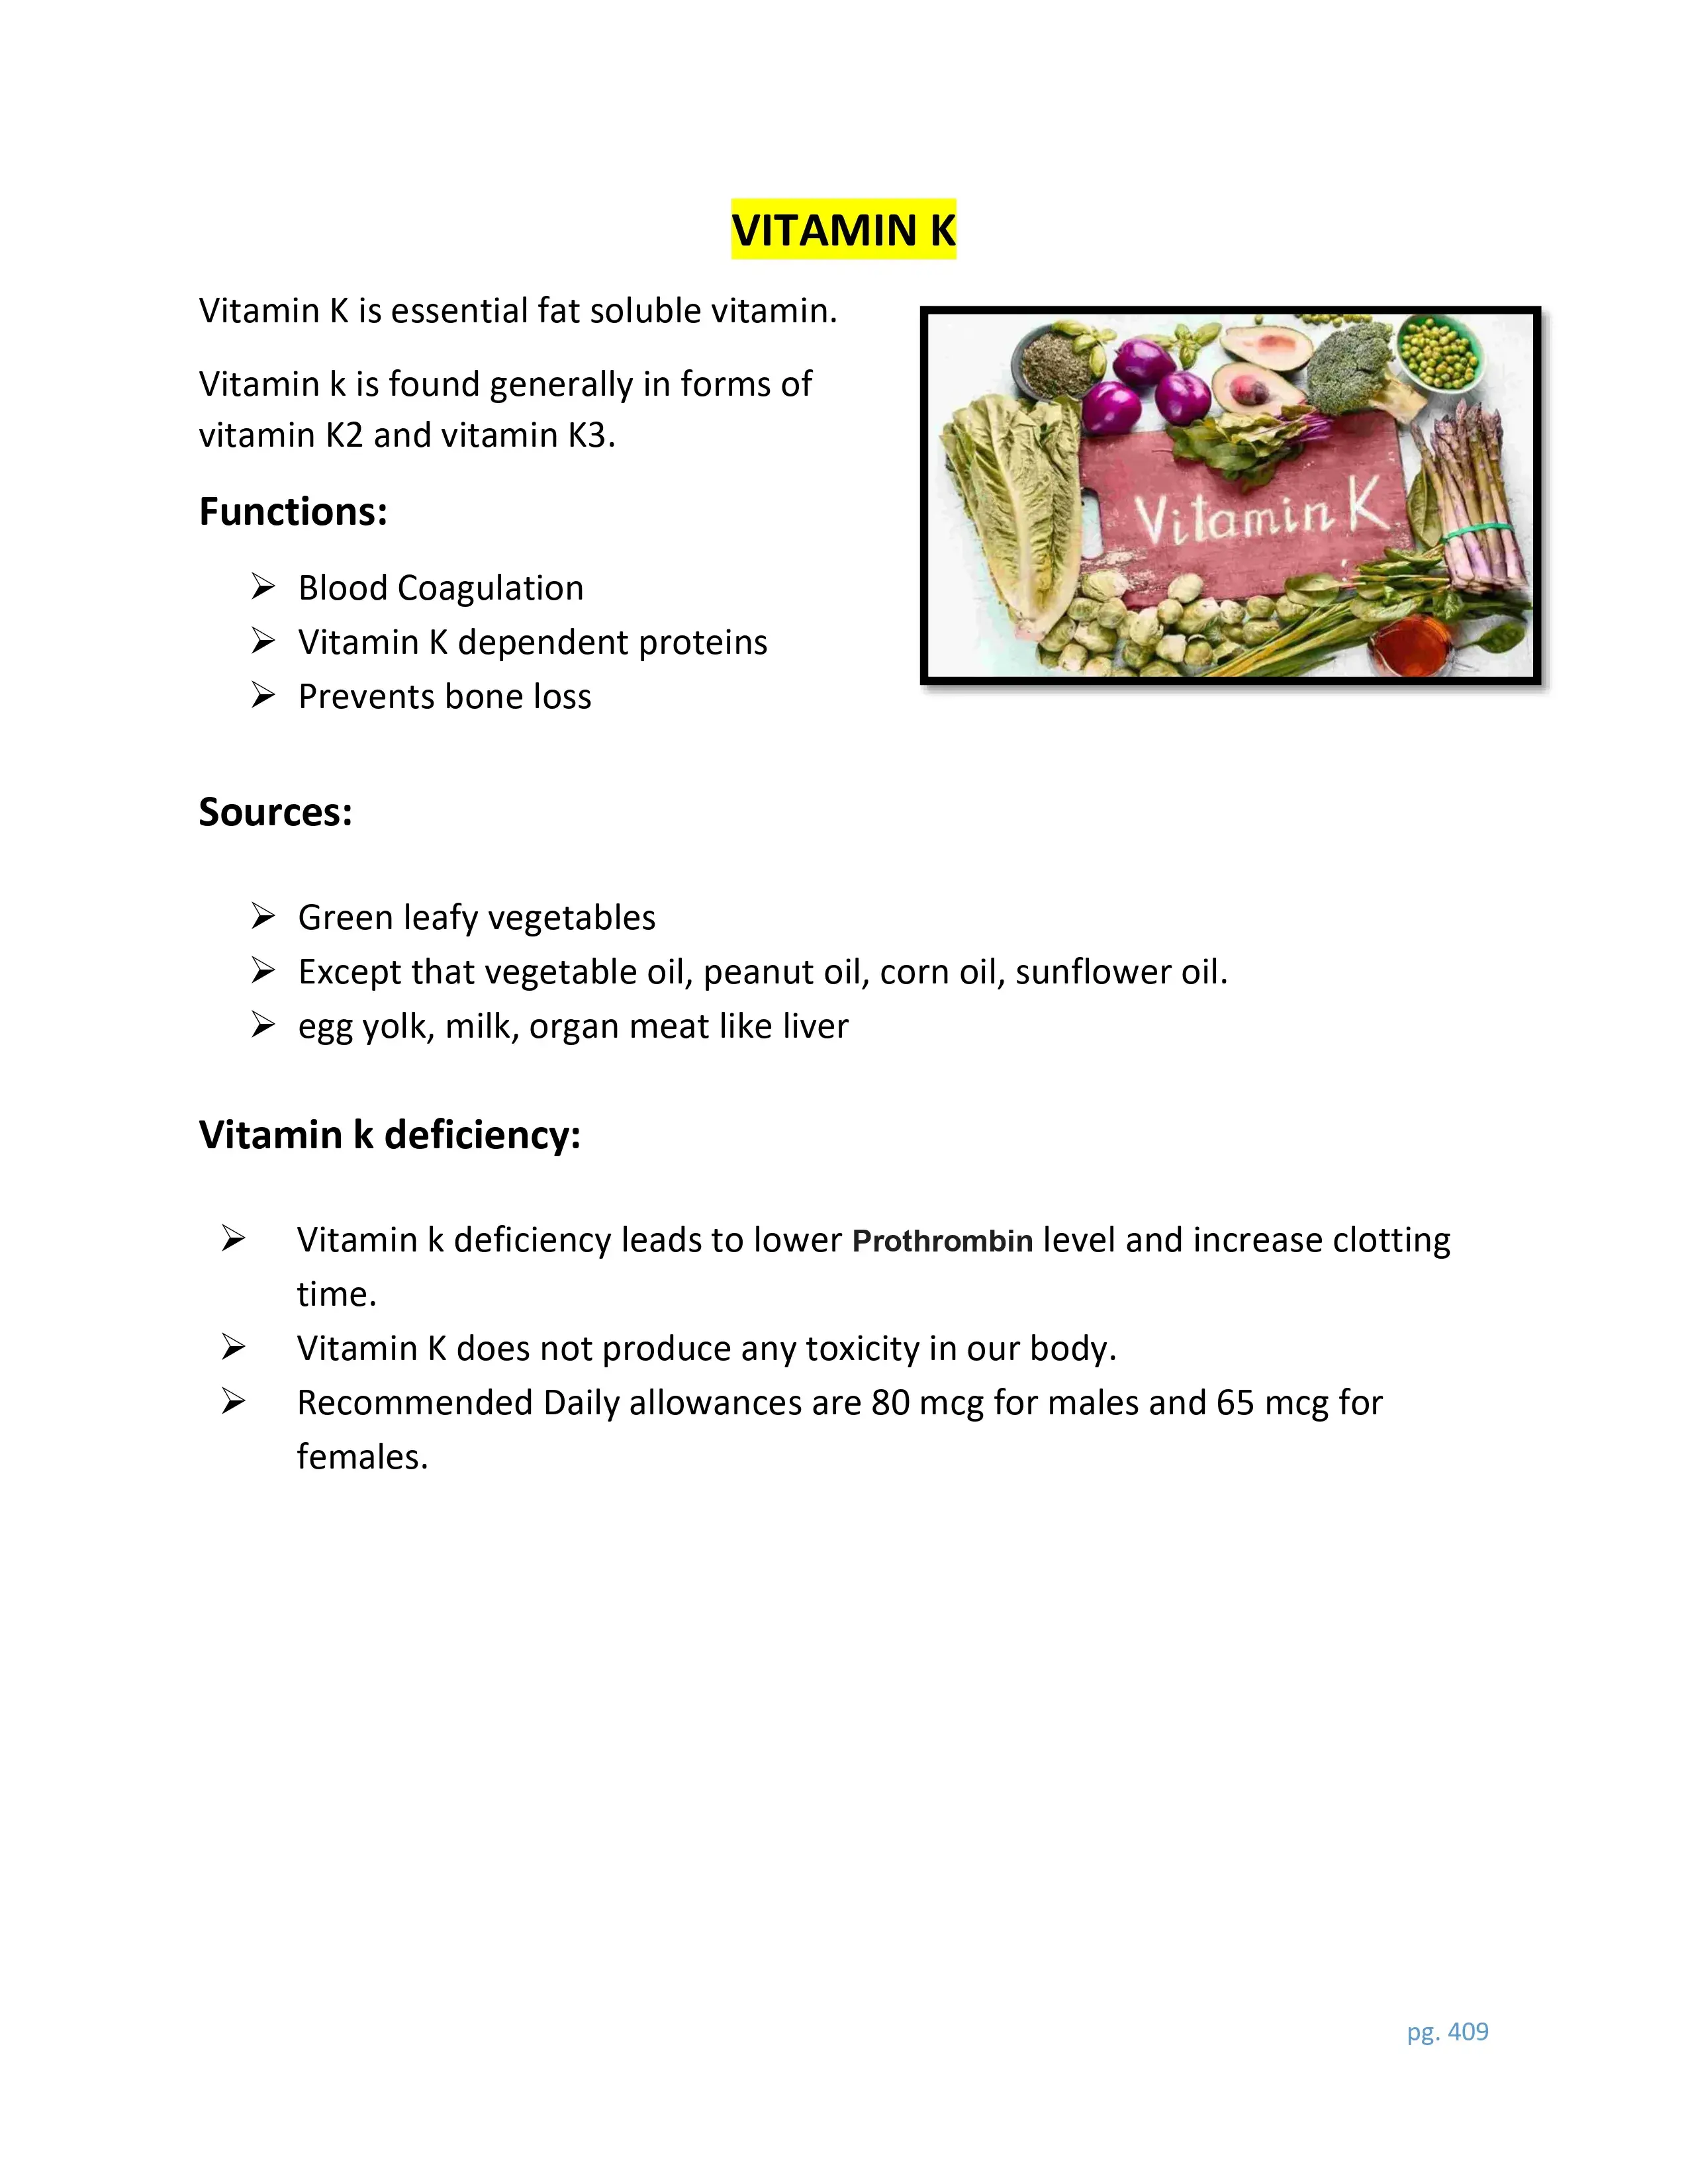 VITAMIN K
Vitamin K is essential fat soluble vitamin.
Vitamin k is found generally in forms of
vitamin K2 and vitamin K3.
Vitamin K
Functions:
➢ Blood Coagulation
➢ Vitamin K dependent proteins
➢ Prevents bone loss
Sources:
➢ Green leafy vegetables
➢ Except that vegetable oil, peanut oil, corn oil, sunflower oil.
➢ egg yolk, milk, organ meat like liver
Vitamin k deficiency:
➢ Vitamin k deficiency leads to lower Prothrombin level and increase clotting
time.
➢ Vitamin K does not produce any toxicity in our body.
➢ Recommended Daily allowances are 80 mcg for males and 65 mcg for
females.
pg. 409